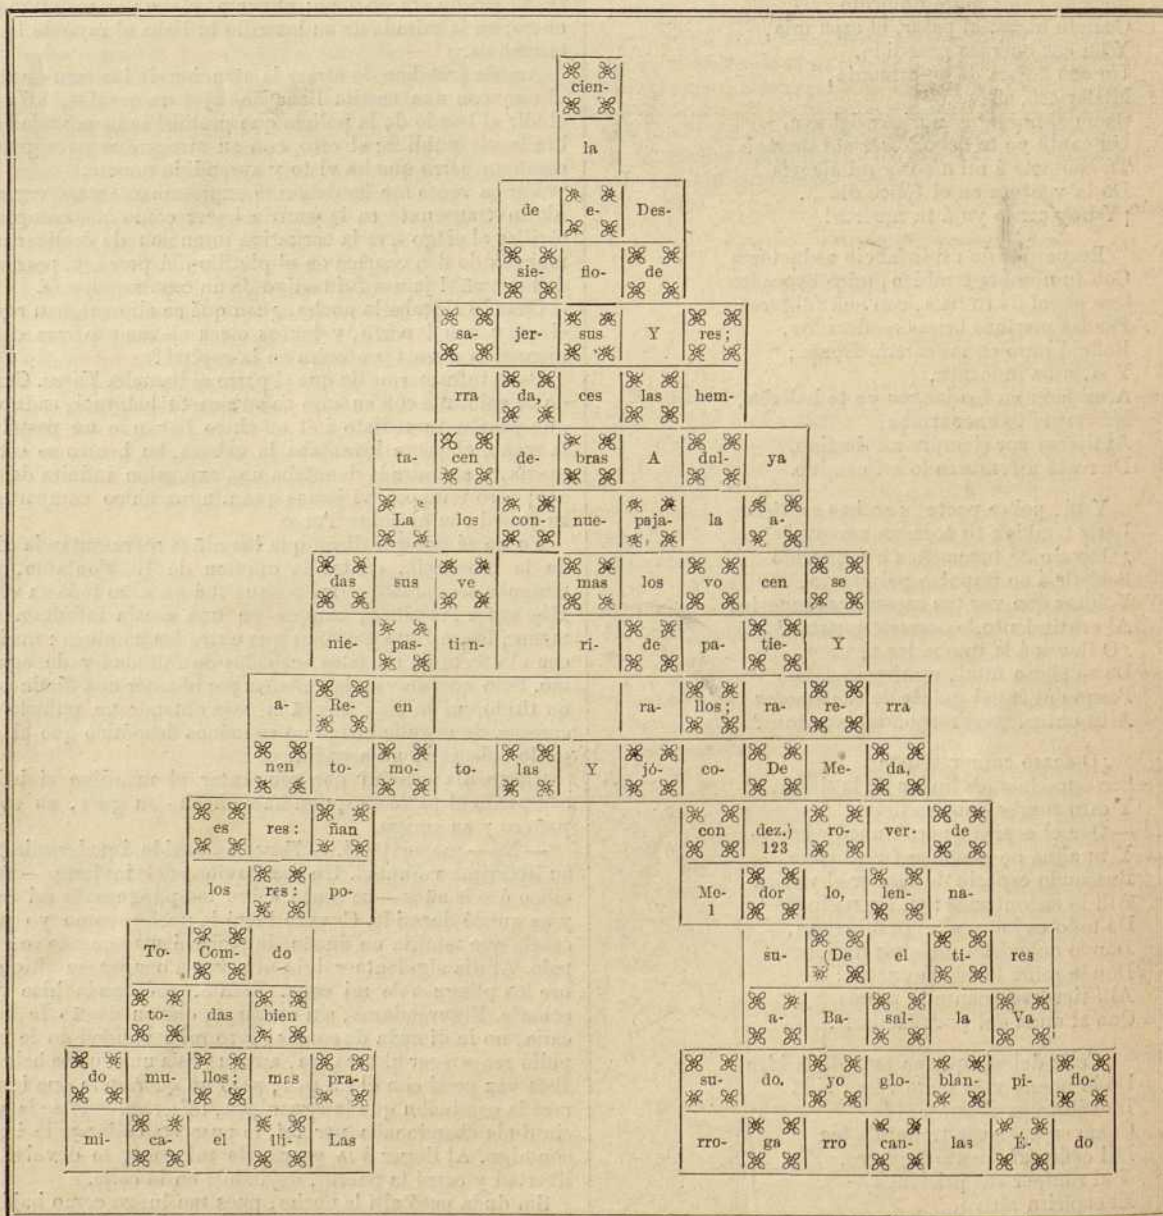 cien-
la
de e- Des-
sie- flo- de
sa- jer- sus Y res;
rra da, ces las hem-
ta- cen de- bras A dul- ya
La los con- nue- paja- la a-
das sus ve mas los vo cen se
nie- pas- tien- ri- de pa- tie- Y
a- Re- en ra- llos; ra- re- rra
nen to- mo- to- las Y jó- co- De Me- da,
es res: ñan con dez.) ro- ver- de
123
los res: po- Me- dor lo, len- na-
1
To- Com- do su- (De el ti- res
to- das bien a- Ba- sal- la Va
do mu- llos; mas pra- su- do, yo glo- blan- pi- flo-
mi- ca- el Las rro- ga rro can- las É- do